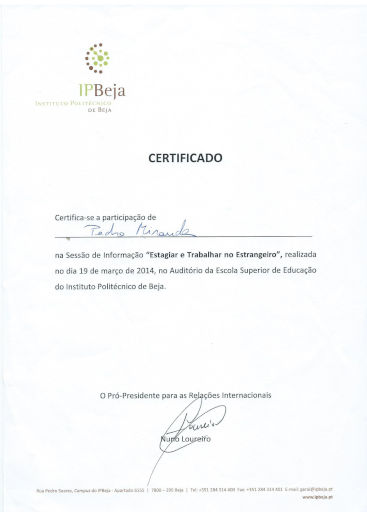 IPBeja
INSTITUTO POLITÉCNICO
DE BEJA
CERTIFICADO
Certifica-se a participação de
Pedro Miranda
na Sessão de Informação “Estagiar e Trabalhar no Estrangeiro”, realizada
no dia 19 de março de 2014, no Auditório da Escola Superior de Educação
do Instituto Politécnico de Beja.
O Pró-Presidente para as Relações Internacionais
Loureiro
Nuno Loureiro
Rua Pedro Soares, Campus do IPBeja - Apartado 6155 | 7800 – 295 Beja | Tel: +351 284 314 400 Fax: +351 284 314 401 E-mail: geral@ipbeja.pt
www.ipbeja.pt